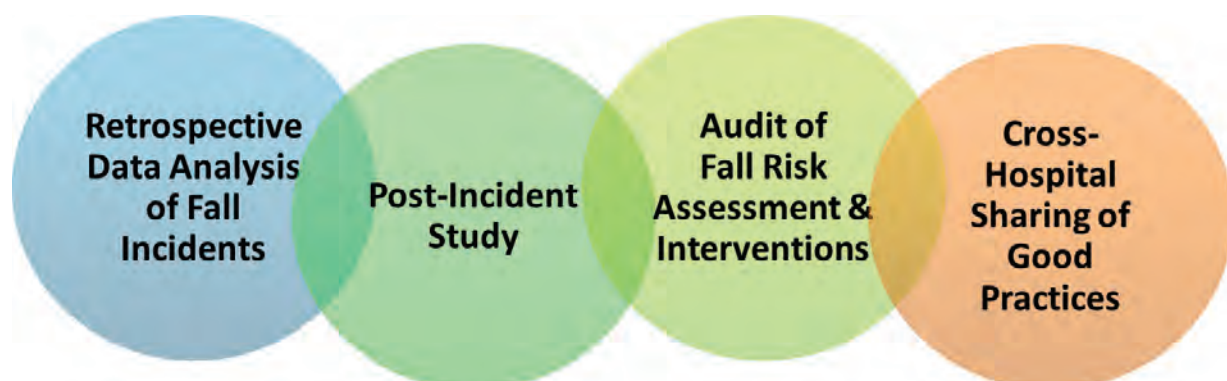 Retrospective
Data Analysis
of Fall
Incidents
Post-Incident
Study
Audit of
Fall Risk
Assessment &
Interventions
Cross-
Hospital
Sharing of
Good
Practices